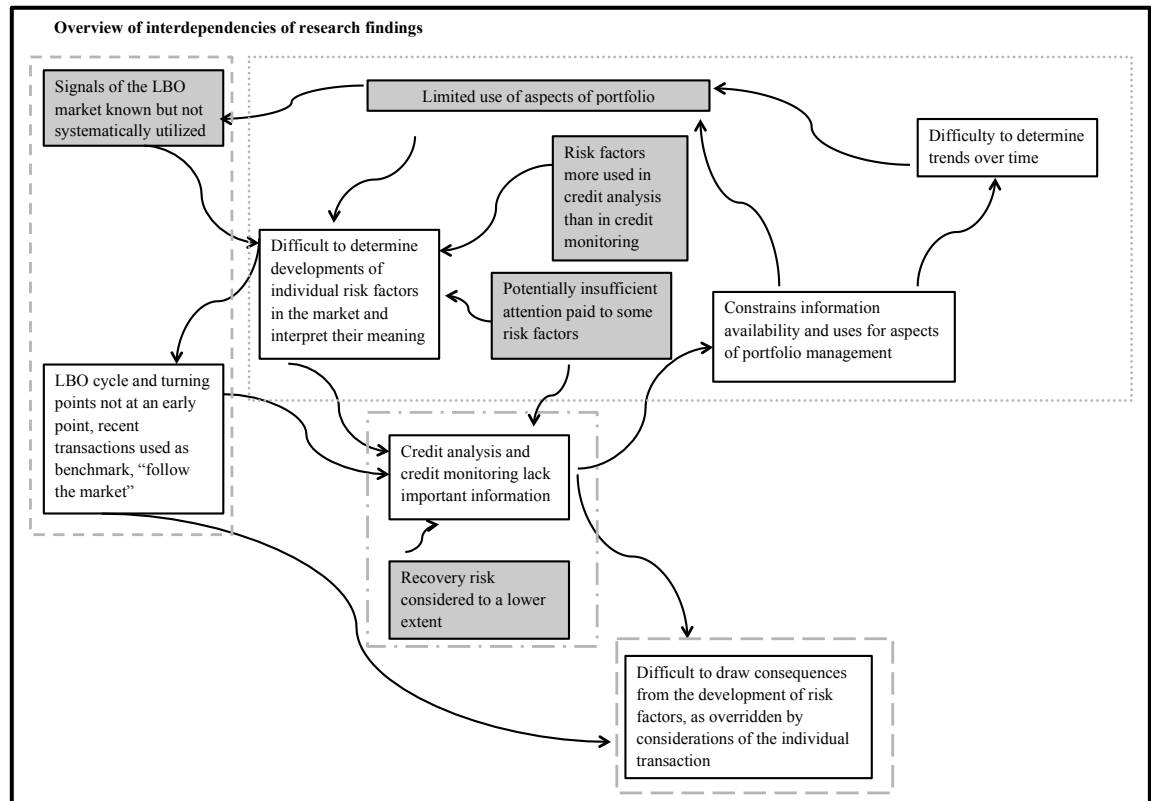 Overview of interdependencies of research findings
Signals of the LBO
market known but not
systematically utilized
Limited use of aspects of portfolio
Difficulty to determine
trends over time
Risk factors
more used in
credit analysis
than in credit
monitoring
Difficult to determine
developments of
individual risk factors
in the market and
interpret their meaning
Potentially insufficient
attention paid to some
risk factors
Constrains information
availability and uses for aspects
of portfolio management
LBO cycle and turning
points not at an early
point, recent
transactions used as
benchmark, “follow
the market”
Credit analysis and
credit monitoring lack
important information
Recovery risk
considered to a lower
extent
Difficult to draw consequences
from the development of risk
factors, as overridden by
considerations of the individual
transaction